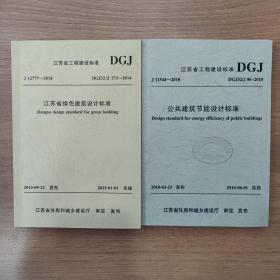 江苏省工程建设标准 DGJ
J 12777—2014 DGJ32/J 173—2014
江苏省绿色建筑设计标准
Jiangsu design standard for green building
2014-09-22 发布 2015-01-01 实施
江苏省住房和城乡建设厅 审定 发布
江苏省工程建设标准 DGJ
J 11544—2010 DGJ32/J 96—2010
公共建筑节能设计标准
Design standard for energy efficiency of public buildings
2010-03-23 发布 2010-06-01 实施
江苏省住房和城乡建设厅 审定 发布